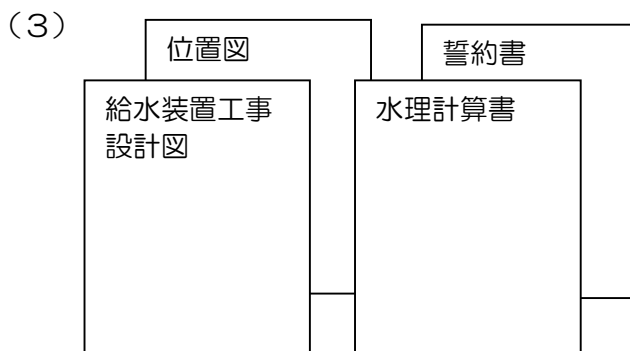 （３）
位置図
誓約書
給水装置工事
設計図
水理計算書